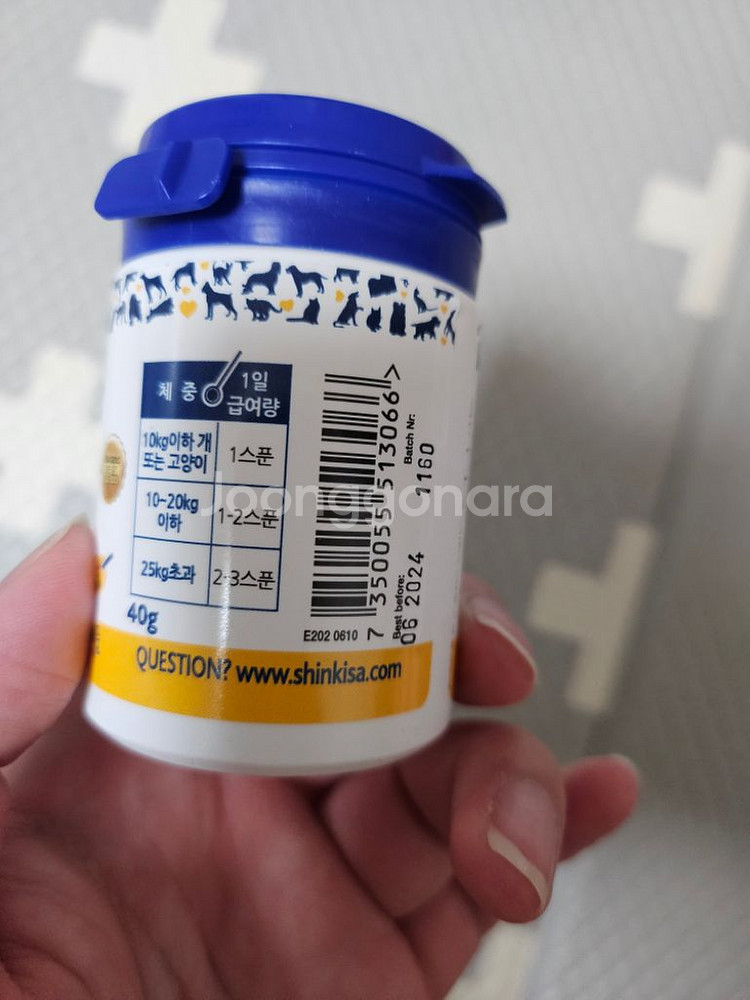 체 중
1일
급여량
10kg이하 개
또는 고양이
1스푼
10~20kg
이하
1-2스푼
25kg초과
2-3스푼
40g
E202 0610
7 350055 513066 >
Batch Nr:
1160
Best before:
06 2024
QUESTION? www.shinkisa.com
Joonggonara